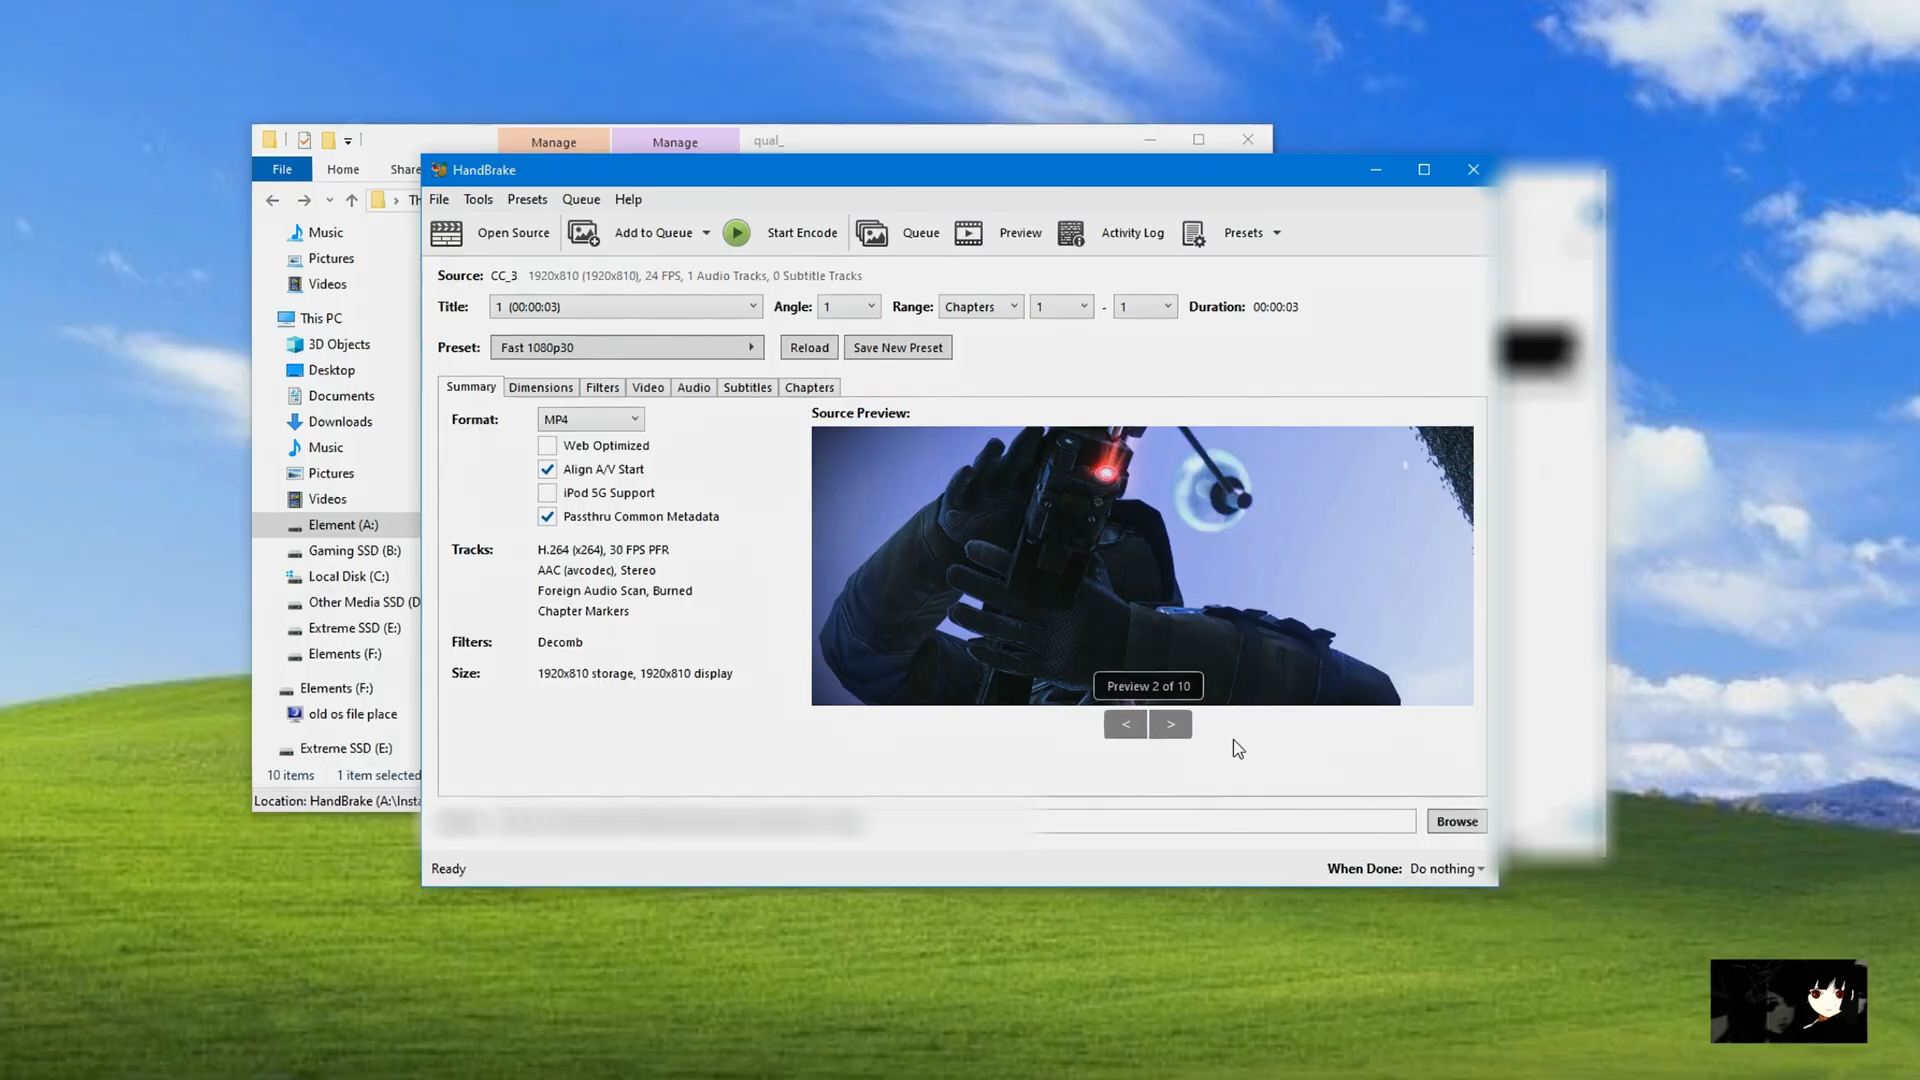 Manage
Manage
qual_
File
Home
Share
HandBrake
File
Tools
Presets
Queue
Help
Open Source
Add to Queue
Start Encode
Queue
Preview
Activity Log
Presets
Source: CC_3 1920x810 (1920x810), 24 FPS, 1 Audio Tracks, 0 Subtitle Tracks
Title: 1 (00:00:03)
Angle: 1
Range: Chapters 1 - 1
Duration: 00:00:03
Preset: Fast 1080p30
Reload
Save New Preset
Summary
Dimensions
Filters
Video
Audio
Subtitles
Chapters
Format: MP4
Web Optimized
Align A/V Start
iPod 5G Support
Passthru Common Metadata
Tracks: H.264 (x264), 30 FPS PFR
AAC (avcodec), Stereo
Foreign Audio Scan, Burned
Chapter Markers
Filters: Decomb
Size: 1920x810 storage, 1920x810 display
Source Preview:
Preview 2 of 10
<
>
Browse
Ready
When Done: Do nothing
Music
Pictures
Videos
This PC
3D Objects
Desktop
Documents
Downloads
Music
Pictures
Videos
Element (A:)
Gaming SSD (B:)
Local Disk (C:)
Other Media SSD (D
Extreme SSD (E:)
Elements (F:)
Elements (F:)
old os file place
Extreme SSD (E:)
10 items
1 item selected
Location: HandBrake (A:\Insta